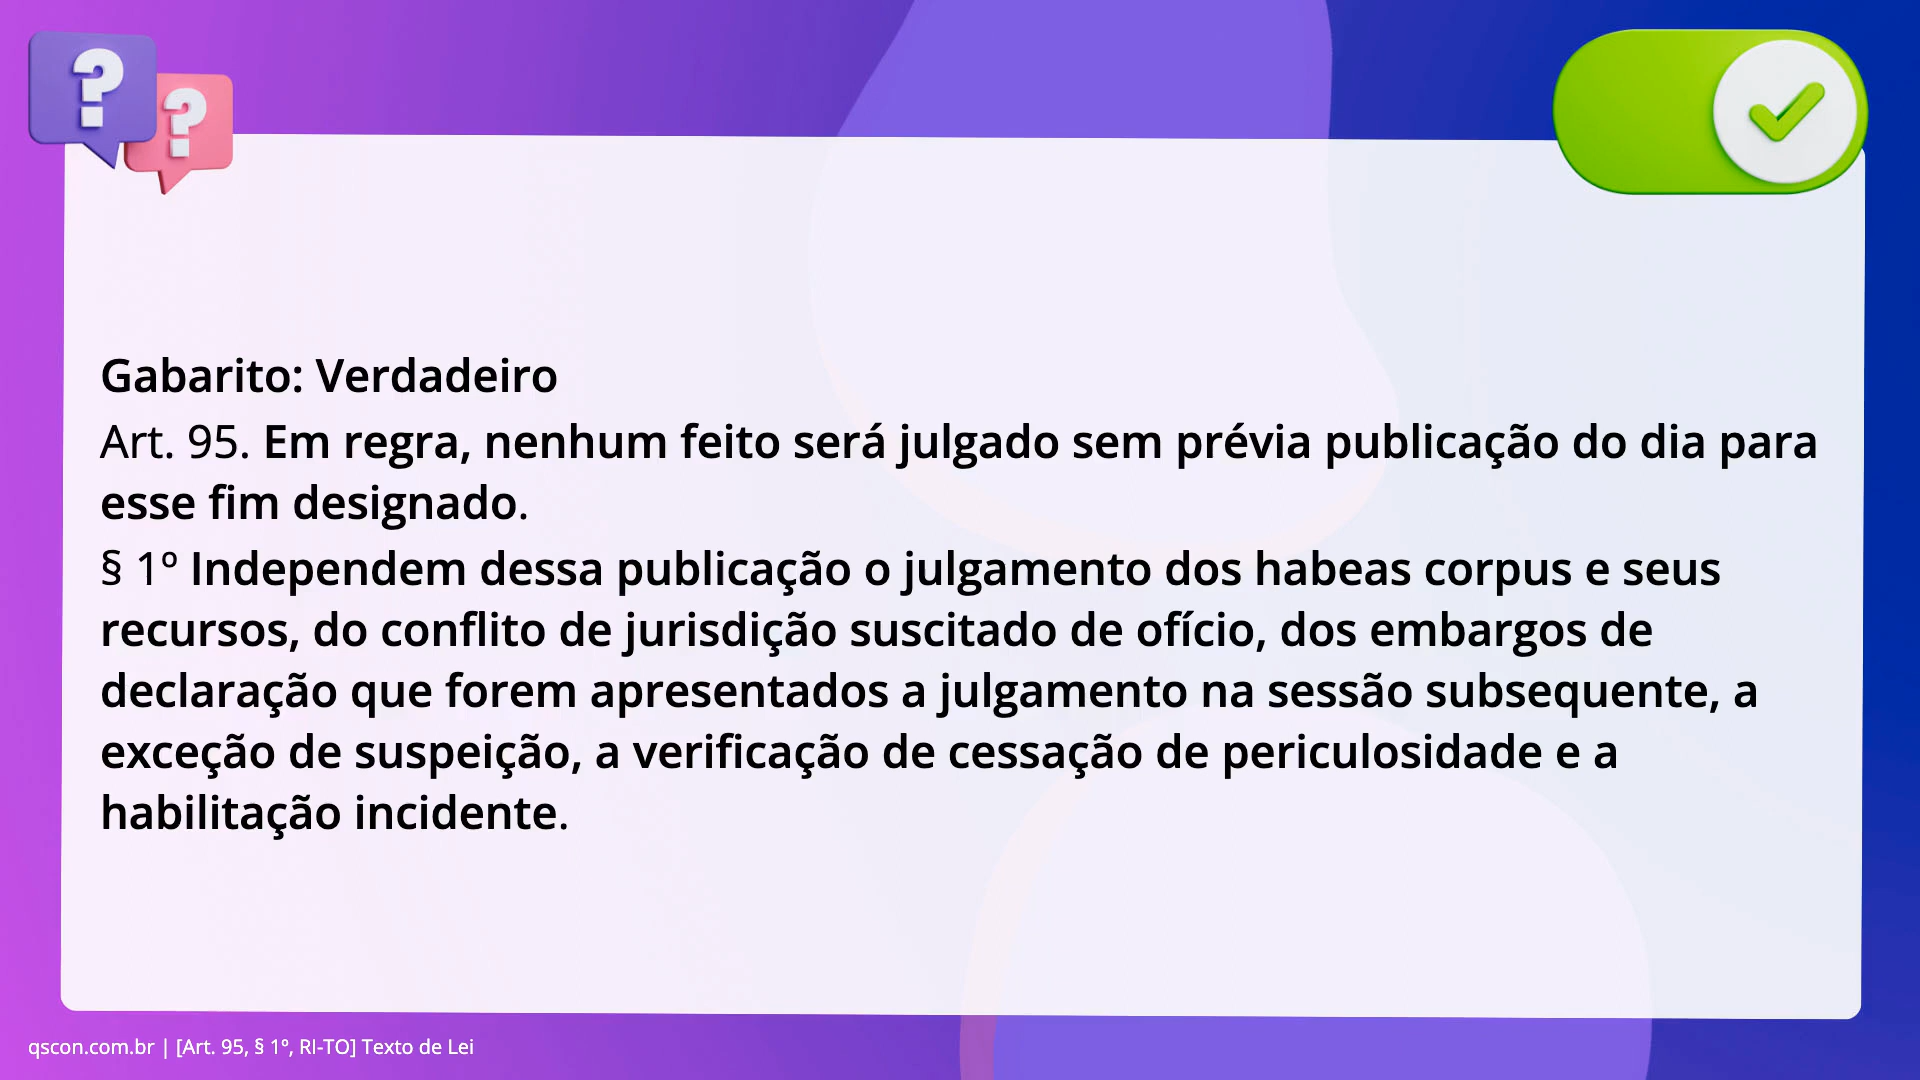 Gabarito: Verdadeiro
Art. 95. Em regra, nenhum feito será julgado sem prévia publicação do dia para
esse fim designado.
§ 1º Independem dessa publicação o julgamento dos habeas corpus e seus
recursos, do conflito de jurisdição suscitado de ofício, dos embargos de
declaração que forem apresentados a julgamento na sessão subsequente, a
exceção de suspeição, a verificação de cessação de periculosidade e a
habilitação incidente.
qscon.com.br | [Art. 95, § 1º, RI-TO] Texto de Lei